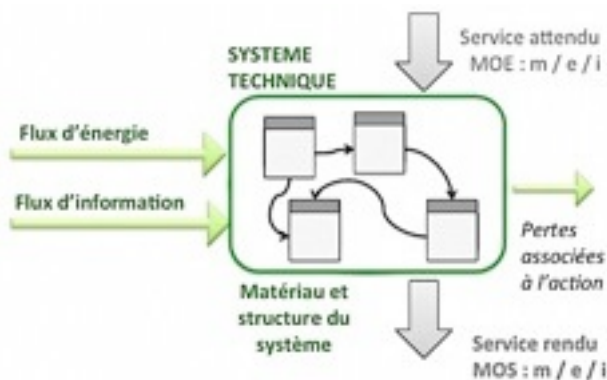 SYSTEME
TECHNIQUE
Service attendu
MOE : m / e / i
Flux d'énergie
Flux d'information
Pertes
associées
à l'action
Matériau et
structure du
système
Service rendu
MOS : m / e / i